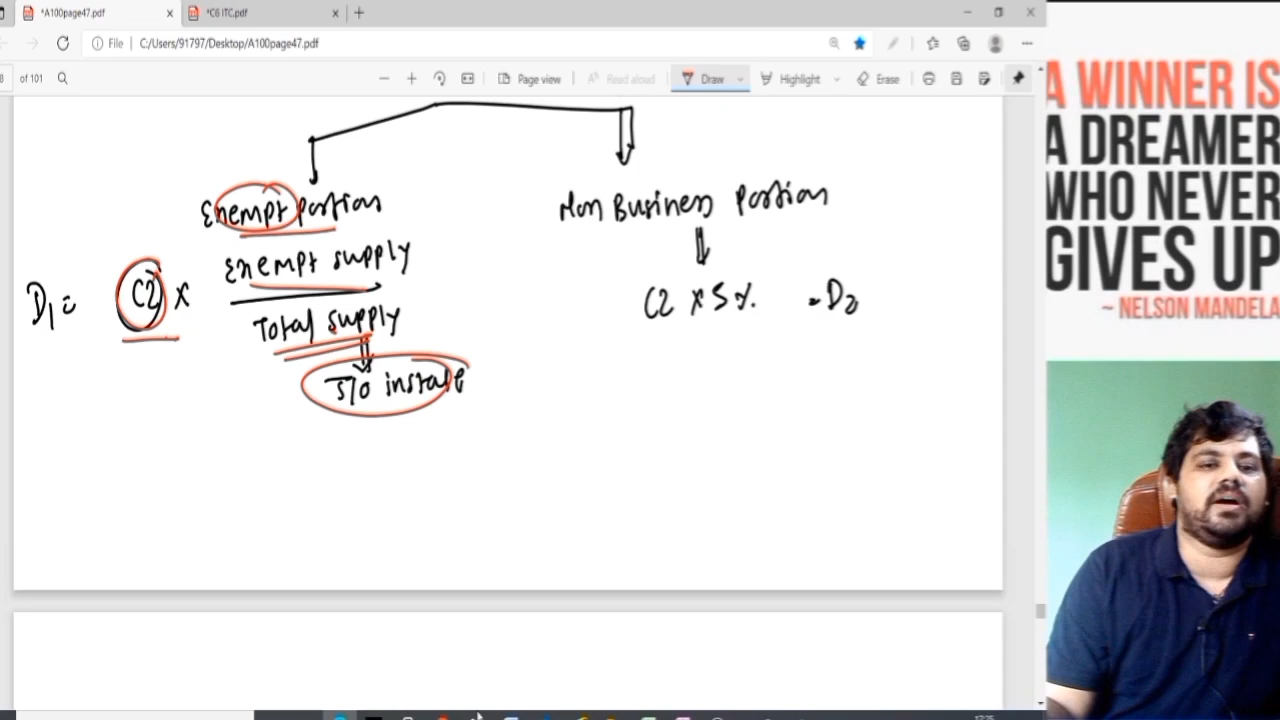 *A100page47.pdf
*C6 ITC.pdf
File C:/Users/91797/Desktop/A100page47.pdf
of 101
Page view
Read aloud
Draw
Highlight
Erase
Exempt Portion
Non Business Portion
Exempt supply
D1 = C2 X
Total supply
C2 X 5% = D2
T/O in state
A WINNER IS
A DREAMER
WHO NEVER
GIVES UP
~ NELSON MANDELA